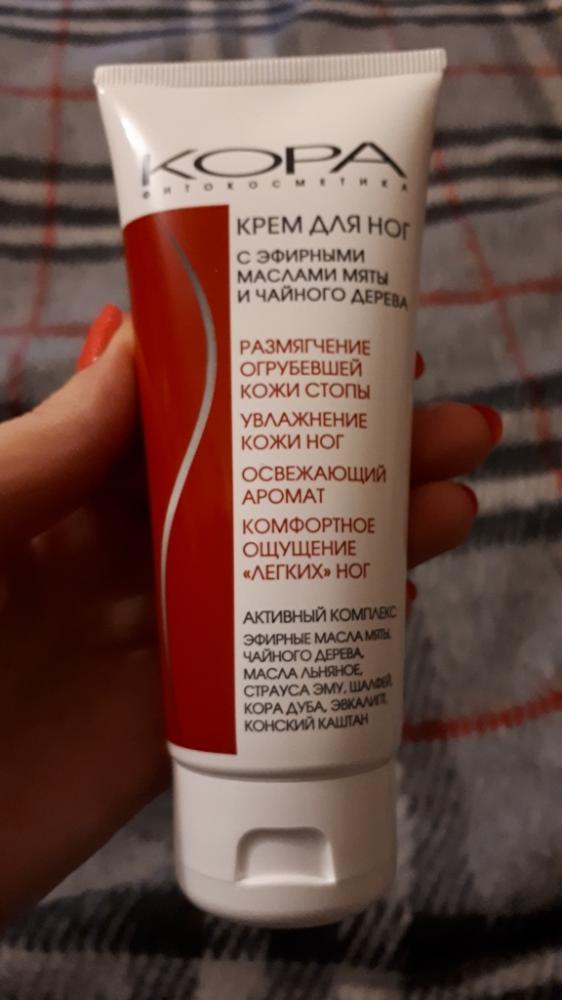 КОРА
ФИТОКОСМЕТИКА
КРЕМ ДЛЯ НОГ
С ЭФИРНЫМИ
МАСЛАМИ МЯТЫ
И ЧАЙНОГО ДЕРЕВА
РАЗМЯГЧЕНИЕ
ОГРУБЕВШЕЙ
КОЖИ СТОПЫ
УВЛАЖНЕНИЕ
КОЖИ НОГ
ОСВЕЖАЮЩИЙ
АРОМАТ
КОМФОРТНОЕ
ОЩУЩЕНИЕ
«ЛЕГКИХ» НОГ
АКТИВНЫЙ КОМПЛЕКС
ЭФИРНЫЕ МАСЛА МЯТЫ,
ЧАЙНОГО ДЕРЕВА,
МАСЛА ЛЬНЯНОЕ,
СТРАУСА ЭМУ, ШАЛФЕЙ,
КОРА ДУБА, ЭВКАЛИПТ,
КОНСКИЙ КАШТАН